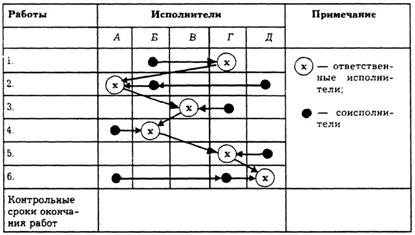 Работы
Исполнители
Примечание
А Б В Г Д
1.
2.
3.
4.
5.
6.
х
х
х
х
х
х
х — ответствен-
ные исполни-
тели;
— соисполни-
тели
Контрольные
сроки оконча-
ния работ